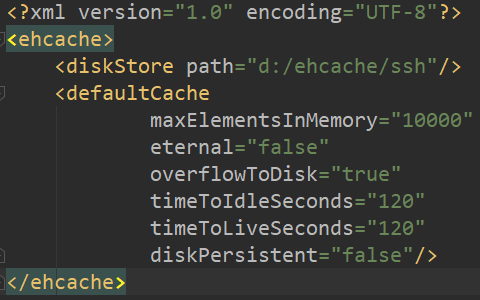 <?xml version="1.0" encoding="UTF-8"?>
<ehcache>
<diskStore path="d:/ehcache/ssh"/>
<defaultCache
maxElementsInMemory="10000"
eternal="false"
overflowToDisk="true"
timeToIdleSeconds="120"
timeToLiveSeconds="120"
diskPersistent="false"/>
</ehcache>